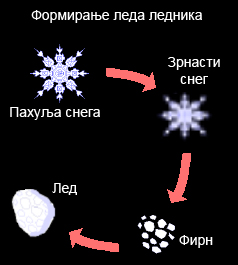 Формирање леда ледника
Зрнасти
снег
Пахуља снега
Лед
Фирн